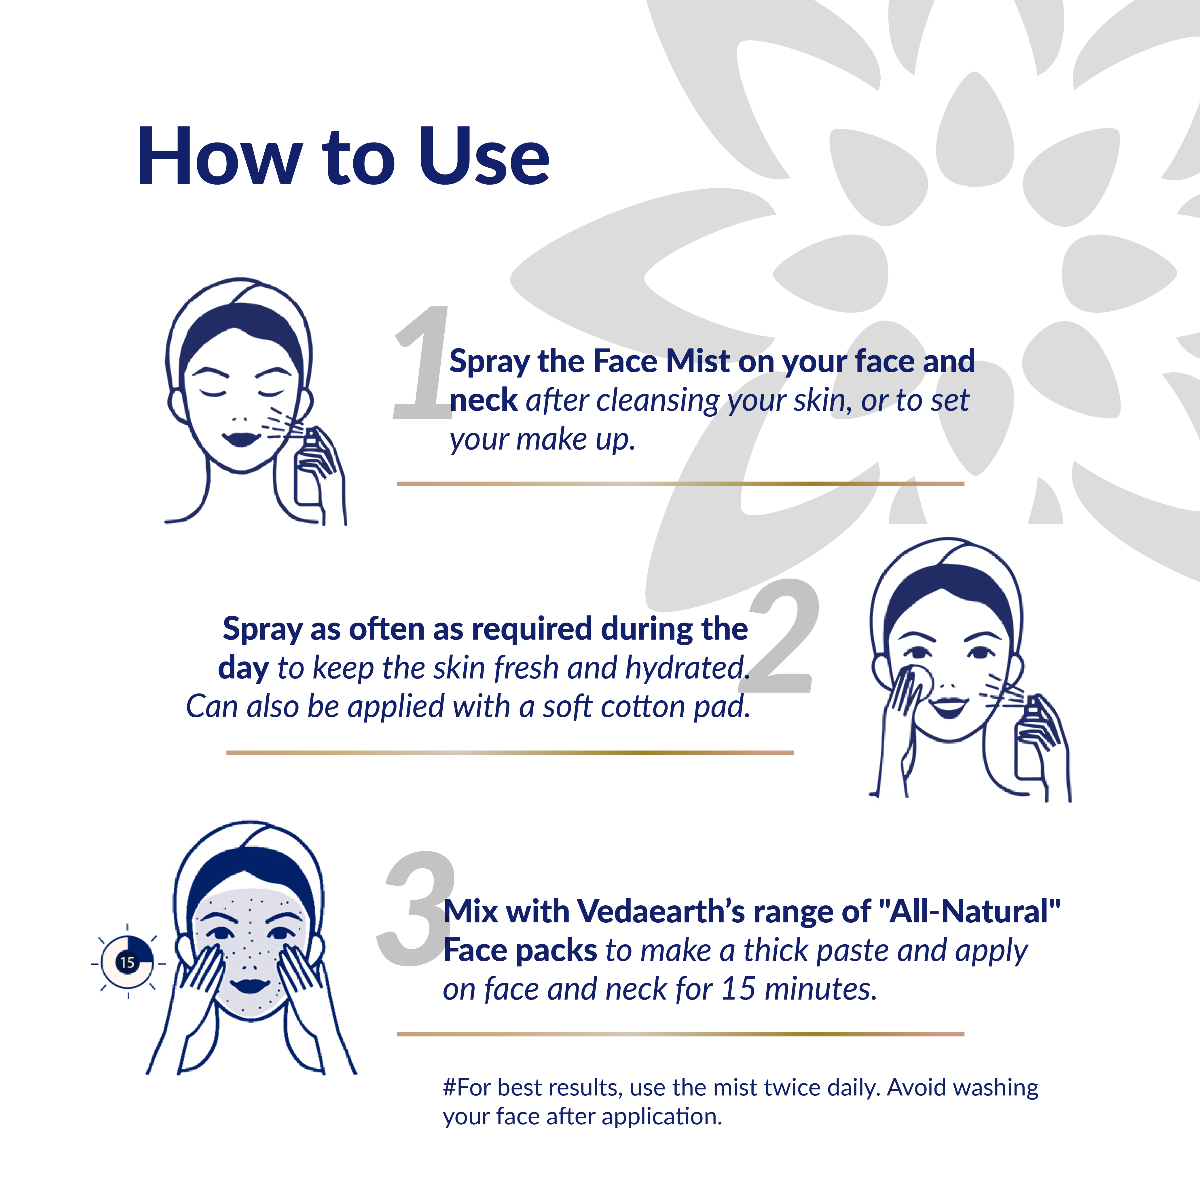 How to Use
1
Spray the Face Mist on your face and
neck after cleansing your skin, or to set
your make up.
2
Spray as often as required during the
day to keep the skin fresh and hydrated.
Can also be applied with a soft cotton pad.
3
15
Mix with Vedaearth’s range of "All-Natural"
Face packs to make a thick paste and apply
on face and neck for 15 minutes.
#For best results, use the mist twice daily. Avoid washing
your face after application.